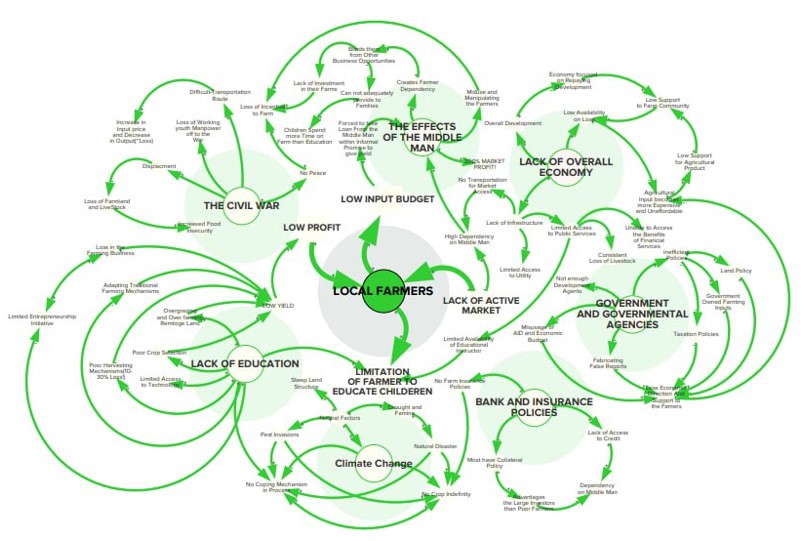 Blinds them
from Other
Business Opportunities
Lack of Investment
in their Farms
Can not adequately
provide to
Families
Creates Farmer
Dependency
Misuse and
Manipulating
the Farmers
Loss of Incentives
to Farm
Children Spend
more Time on
Farm then Education
Forced to take
Loan From the
Middle Man
within Informal
Promise to
give yield
THE EFFECTS
OF THE MIDDLE
MAN
MARKET
PROFIT!
Difficult Transportation
Route
Increase in
Input price
and Decrease
in Output("Loss)
Loss of Working
youth Manpower
off to the
War
Displacment
Loss of Farmland
and LiveStock
Increased Food
Insecurity
No Peace
THE CIVIL WAR
Economy focused
on Repaying
Development
Low Support
to Farm Community
Low Availability
on Loan
Overall Development
LACK OF OVERALL
ECONOMY
Low Support
for Agricultural
Product
Agricultural
Input becomes
more Expensive
and Unaffordable
No Transportation
for Market
Access
Lack of Infrastructure
Limited Access
to Public Services
Unable to Access
the Benefits
of Financial
Services
Consistent
Loss of Livestock
Limited Access
to Utility
High Dependency
on Middle Man
LOW INPUT BUDGET
LOW PROFIT
LOCAL FARMERS
LACK OF ACTIVE
MARKET
LIMITATION
OF FARMER TO
EDUCATE CHILDEREN
Loss in the
Farming Business
Adapting Traditional
Farming Mechanisms
Limited Entrepreneurship
Initiative
Overgrazing
and Over farming
Remtoge Land
LOW YIELD
Poor Crop Selection
Poor Harvesting
Mechanisms(10-
30% Loss)
Limited Access
to Technology
LACK OF EDUCATION
Inefficient
Policies
Land Policy
Not enough
Development
Agents
Government
Owned Farming
Inputs
GOVERNMENT
AND GOVERNMENTAL
AGENCIES
Misusage of
AID and Economic
Budget
Taxation Policies
Fabricating
False Reports
Less Economic
Direction And
Support to
the Famers
Limited Availability
of Educational
Instructor
No Farm Insurance
Policies
BANK AND INSURANCE
POLICIES
Lack of Access
to Credit
Most have Collateral
Policy
Advantages
the Large Investors
than Poor Farmers
Dependency
on Middle Man
Steep Land
Structure
Natural Factors
Drought and
Famine
Pest Invasions
Natural Disaster
Climate Change
No Coping Mechanism
in Process
No Crop Indefinity